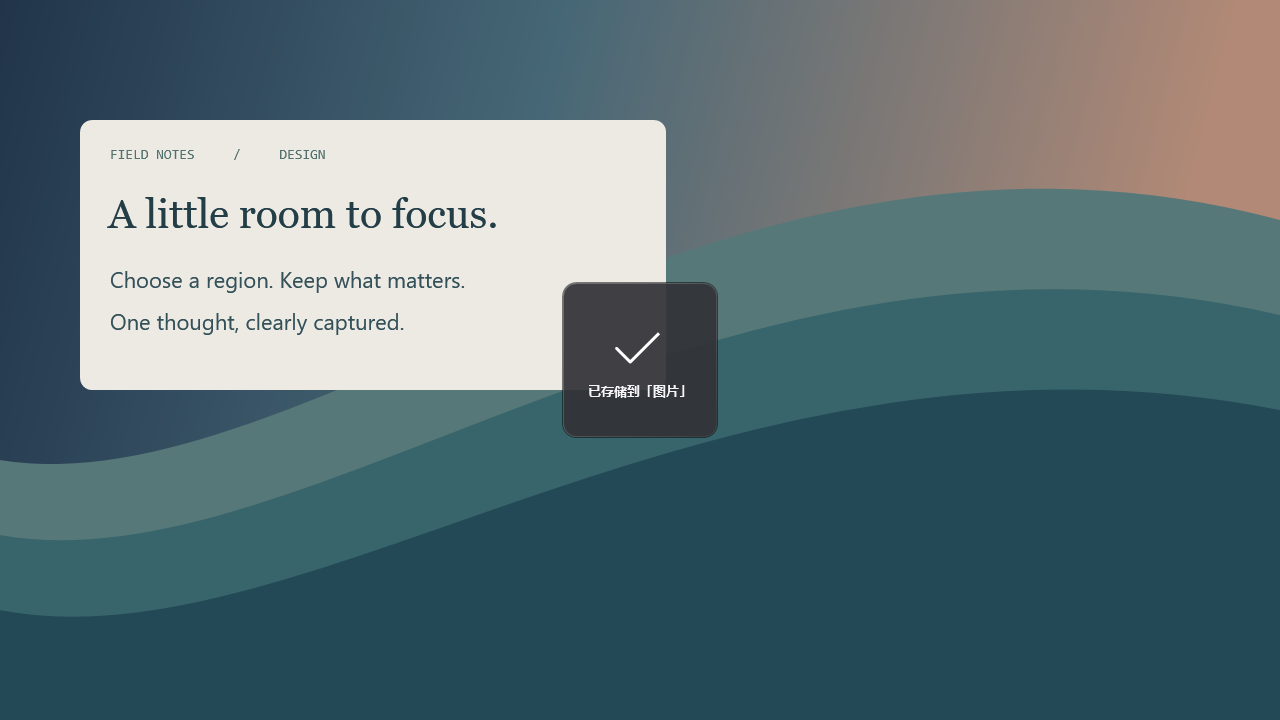 FIELD NOTES / DESIGN
A little room to focus.
Choose a region. Keep what matters.
One thought, clearly captured.
已存储到「图片」